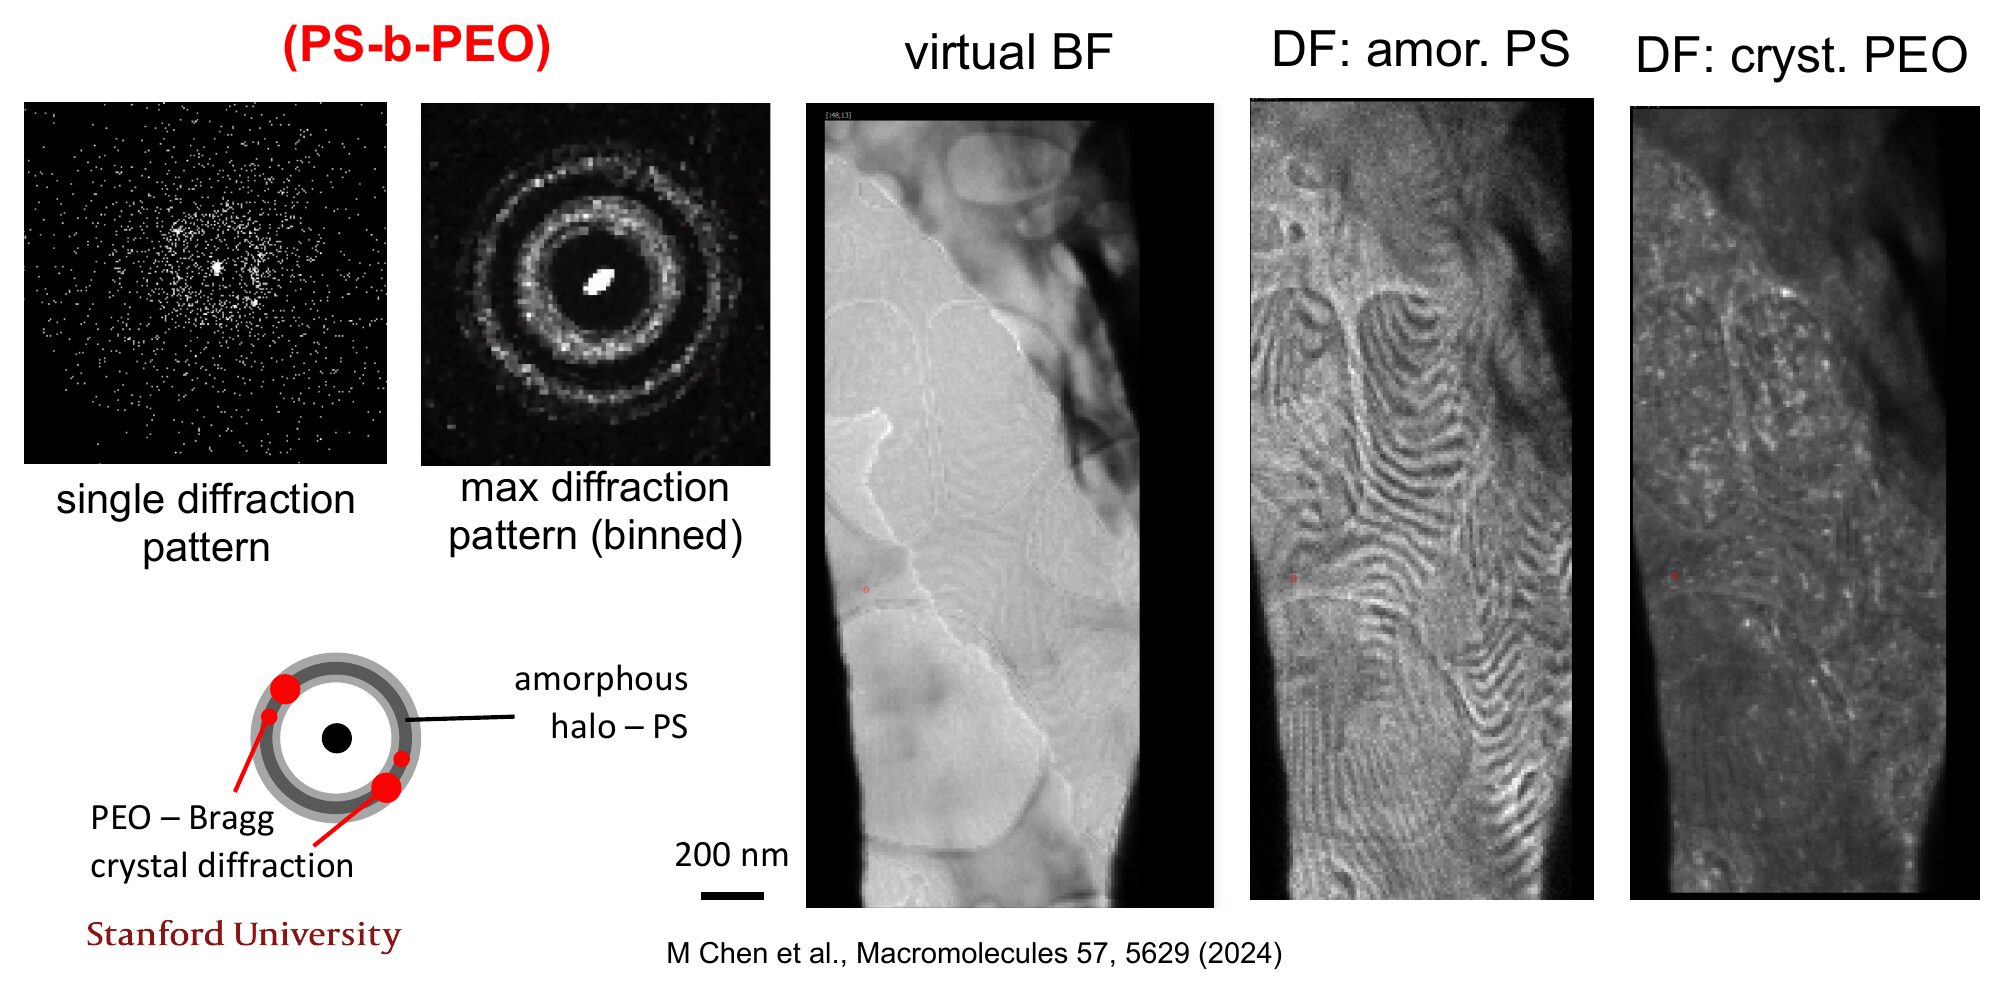 (PS-b-PEO)
virtual BF
DF: amor. PS
DF: cryst. PEO
single diffraction
pattern
max diffraction
pattern (binned)
amorphous
halo – PS
PEO – Bragg
crystal diffraction
200 nm
Stanford University
M Chen et al., Macromolecules 57, 5629 (2024)